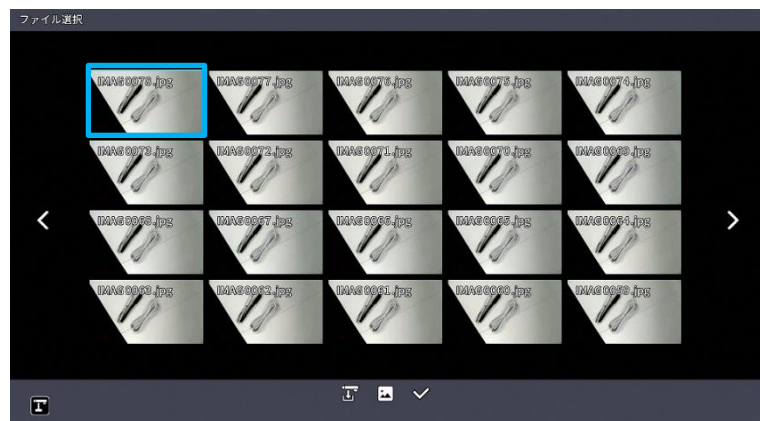 ファイル選択
IMAG0078.jpg IMAG0077.jpg IMAG0076.jpg IMAG0075.jpg IMAG0074.jpg
IMAG0073.jpg IMAG0072.jpg IMAG0071.jpg IMAG0070.jpg IMAG0069.jpg
IMAG0068.jpg IMAG0067.jpg IMAG0066.jpg IMAG0065.jpg IMAG0064.jpg
IMAG0063.jpg IMAG0062.jpg IMAG0061.jpg IMAG0060.jpg IMAG0059.jpg